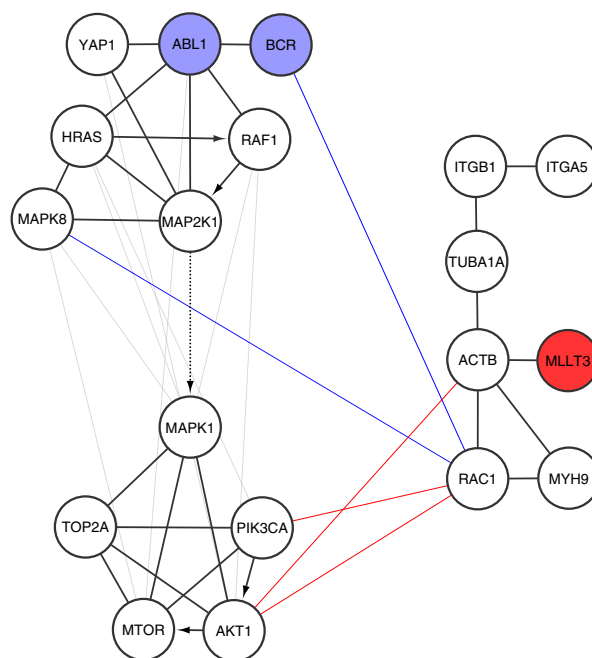 YAP1
ABL1
BCR
HRAS
RAF1
ITGB1
ITGA5
MAPK8
MAP2K1
TUBA1A
ACTB
MLLT3
MAPK1
RAC1
MYH9
TOP2A
PIK3CA
MTOR
AKT1